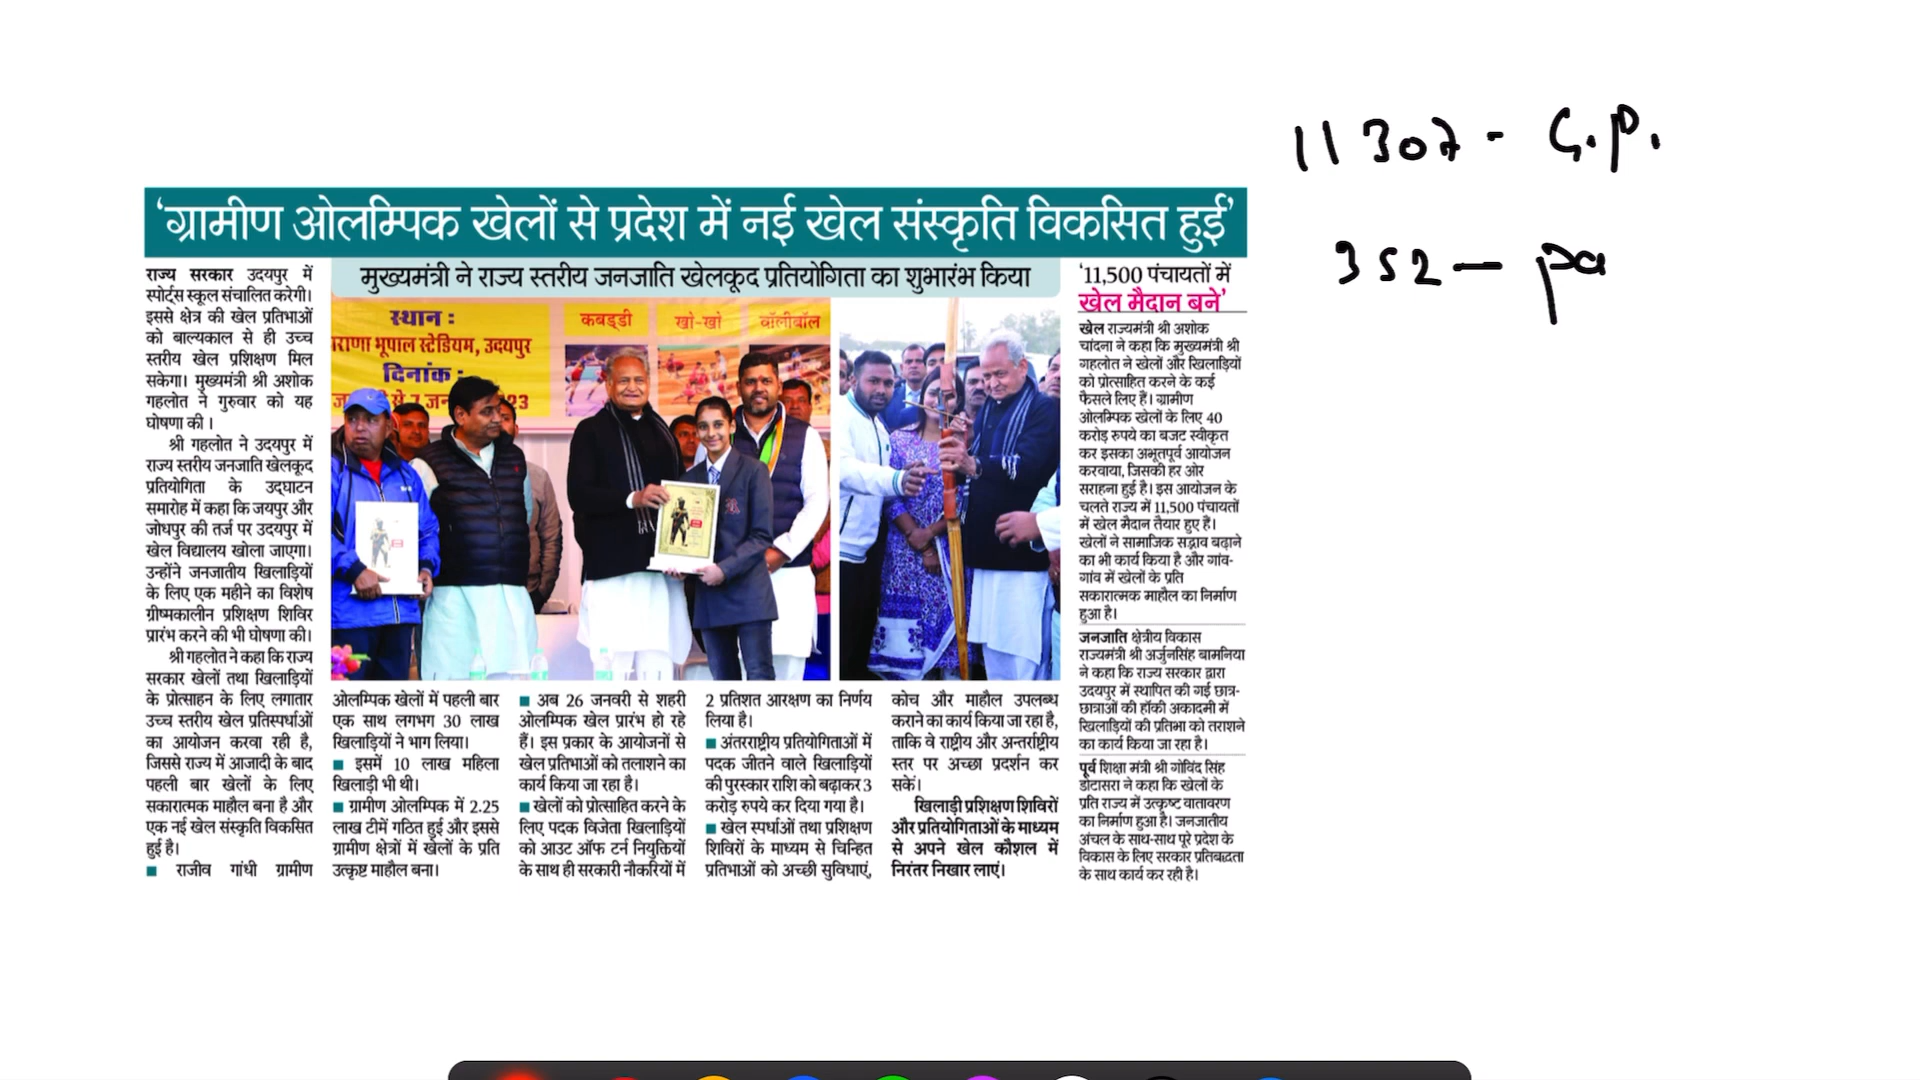 11307 - G.P.
352 - pa
‘ग्रामीण ओलम्पिक खेलों से प्रदेश में नई खेल संस्कृति विकसित हुई’
मुख्यमंत्री ने राज्य स्तरीय जनजाति खेलकूद प्रतियोगिता का शुभारंभ किया
राज्य सरकार उदयपुर में
स्पोर्ट्स स्कूल संचालित करेगी।
इससे क्षेत्र की खेल प्रतिभाओं
को बाल्यकाल से ही उच्च
स्तरीय खेल प्रशिक्षण मिल
सकेगा। मुख्यमंत्री श्री अशोक
गहलोत ने गुरुवार को यह
घोषणा की ।
श्री गहलोत ने उदयपुर में
राज्य स्तरीय जनजाति खेलकूद
प्रतियोगिता के उद्घाटन
समारोह में कहा कि जयपुर और
जोधपुर की तर्ज पर उदयपुर में
खेल विद्यालय खोला जाएगा।
उन्होंने जनजातीय खिलाड़ियों
के लिए एक महीने का विशेष
ग्रीष्मकालीन प्रशिक्षण शिविर
प्रारंभ करने की भी घोषणा की।
श्री गहलोत ने कहा कि राज्य
सरकार खेलों तथा खिलाड़ियों
के प्रोत्साहन के लिए लगातार
उच्च स्तरीय खेल प्रतिस्पर्धाओं
का आयोजन करवा रही है,
जिससे राज्य में आजादी के बाद
पहली बार खेलों के लिए
सकारात्मक माहौल बना है और
एक नई खेल संस्कृति विकसित
हुई है।
■ राजीव गांधी ग्रामीण
स्थान :
राणा भूपाल स्टेडियम, उदयपुर
दिनांक :
से 7 जन
कबड्डी
खो-खो
वॉलीबॉल
ओलम्पिक खेलों में पहली बार
एक साथ लगभग 30 लाख
खिलाड़ियों ने भाग लिया।
■ इसमें 10 लाख महिला
खिलाड़ी भी थी।
■ ग्रामीण ओलम्पिक में 2.25
लाख टीमें गठित हुई और इससे
ग्रामीण क्षेत्रों में खेलों के प्रति
उत्कृष्ट माहौल बना।
■ अब 26 जनवरी से शहरी
ओलम्पिक खेल प्रारंभ हो रहे
हैं। इस प्रकार के आयोजनों से
खेल प्रतिभाओं को तलाशने का
कार्य किया जा रहा है।
■ खेलों को प्रोत्साहित करने के
लिए पदक विजेता खिलाड़ियों
को आउट ऑफ टर्न नियुक्तियों
के साथ ही सरकारी नौकरियों में
2 प्रतिशत आरक्षण का निर्णय
लिया है।
■ अंतरराष्ट्रीय प्रतियोगिताओं में
पदक जीतने वाले खिलाड़ियों
की पुरस्कार राशि को बढ़ाकर 3
करोड़ रुपये कर दिया गया है।
■ खेल स्पर्धाओं तथा प्रशिक्षण
शिविरों के माध्यम से चिन्हित
प्रतिभाओं को अच्छी सुविधाएं,
कोच और माहौल उपलब्ध
कराने का कार्य किया जा रहा है,
ताकि वे राष्ट्रीय और अन्तर्राष्ट्रीय
स्तर पर अच्छा प्रदर्शन कर
सकें।
खिलाड़ी प्रशिक्षण शिविरों
और प्रतियोगिताओं के माध्यम
से अपने खेल कौशल में
निरंतर निखार लाएं।
‘11,500 पंचायतों में
खेल मैदान बने’
खेल राज्यमंत्री श्री अशोक
चांदना ने कहा कि मुख्यमंत्री श्री
गहलोत ने खेलों और खिलाड़ियों
को प्रोत्साहित करने के कई
फैसले लिए हैं। ग्रामीण
ओलम्पिक खेलों के लिए 40
करोड़ रुपये का बजट स्वीकृत
कर इसका अभूतपूर्व आयोजन
करवाया, जिसकी हर ओर
सराहना हुई है। इस आयोजन के
चलते राज्य में 11,500 पंचायतों
में खेल मैदान तैयार हुए हैं।
खेलों ने सामाजिक सद्भाव बढ़ाने
का भी कार्य किया है और गांव-
गांव में खेलों के प्रति
सकारात्मक माहौल का निर्माण
हुआ है।
जनजाति क्षेत्रीय विकास
राज्यमंत्री श्री अर्जुनसिंह बामनिया
ने कहा कि राज्य सरकार द्वारा
उदयपुर में स्थापित की गई छात्र-
छात्राओं की हॉकी अकादमी में
खिलाड़ियों की प्रतिभा को तराशने
का कार्य किया जा रहा है।
पूर्व शिक्षा मंत्री श्री गोविंद सिंह
डोटासरा ने कहा कि खेलों के
प्रति राज्य में उत्कृष्ट वातावरण
का निर्माण हुआ है। जनजातीय
अंचल के साथ-साथ पूरे प्रदेश के
विकास के लिए सरकार प्रतिबद्धता
के साथ कार्य कर रही है।